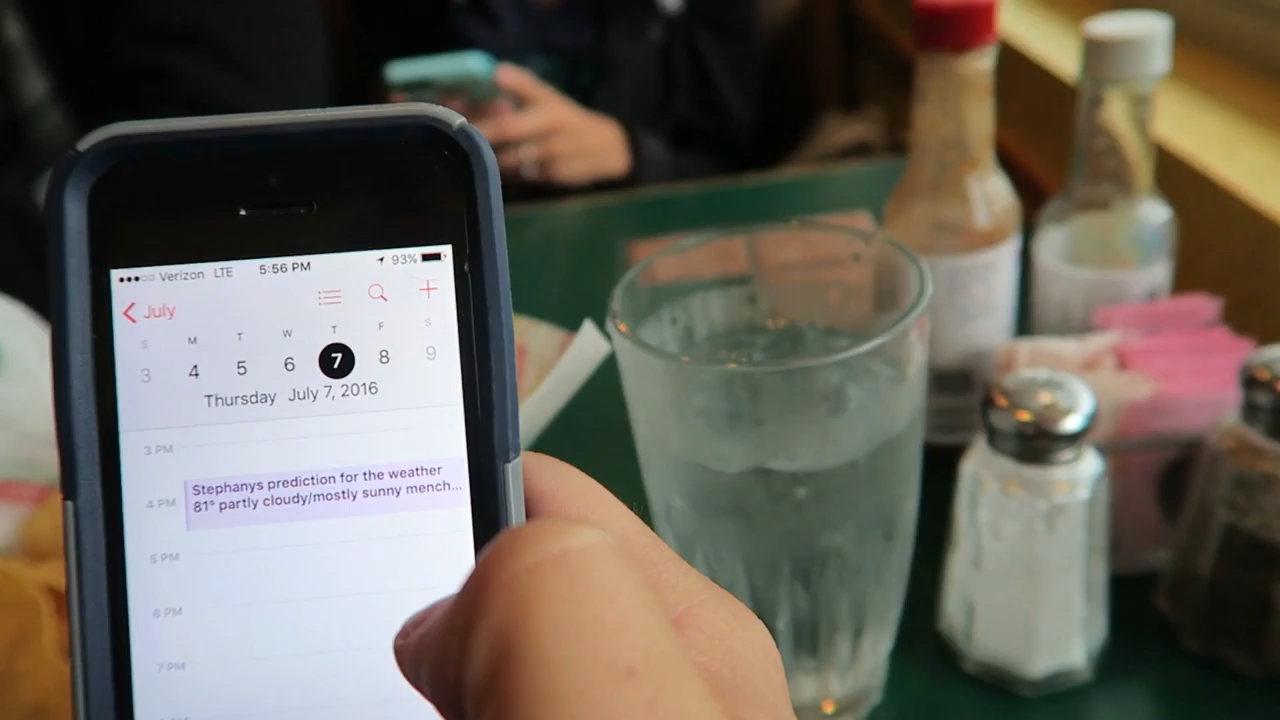 Verizon LTE 5:56 PM 93%
July
S M T W T F S
3 4 5 6 7 8 9
Thursday July 7, 2016
3 PM
Stephanys prediction for the weather
4 PM 81° partly cloudy/mostly sunny mench...
5 PM
6 PM
7 PM